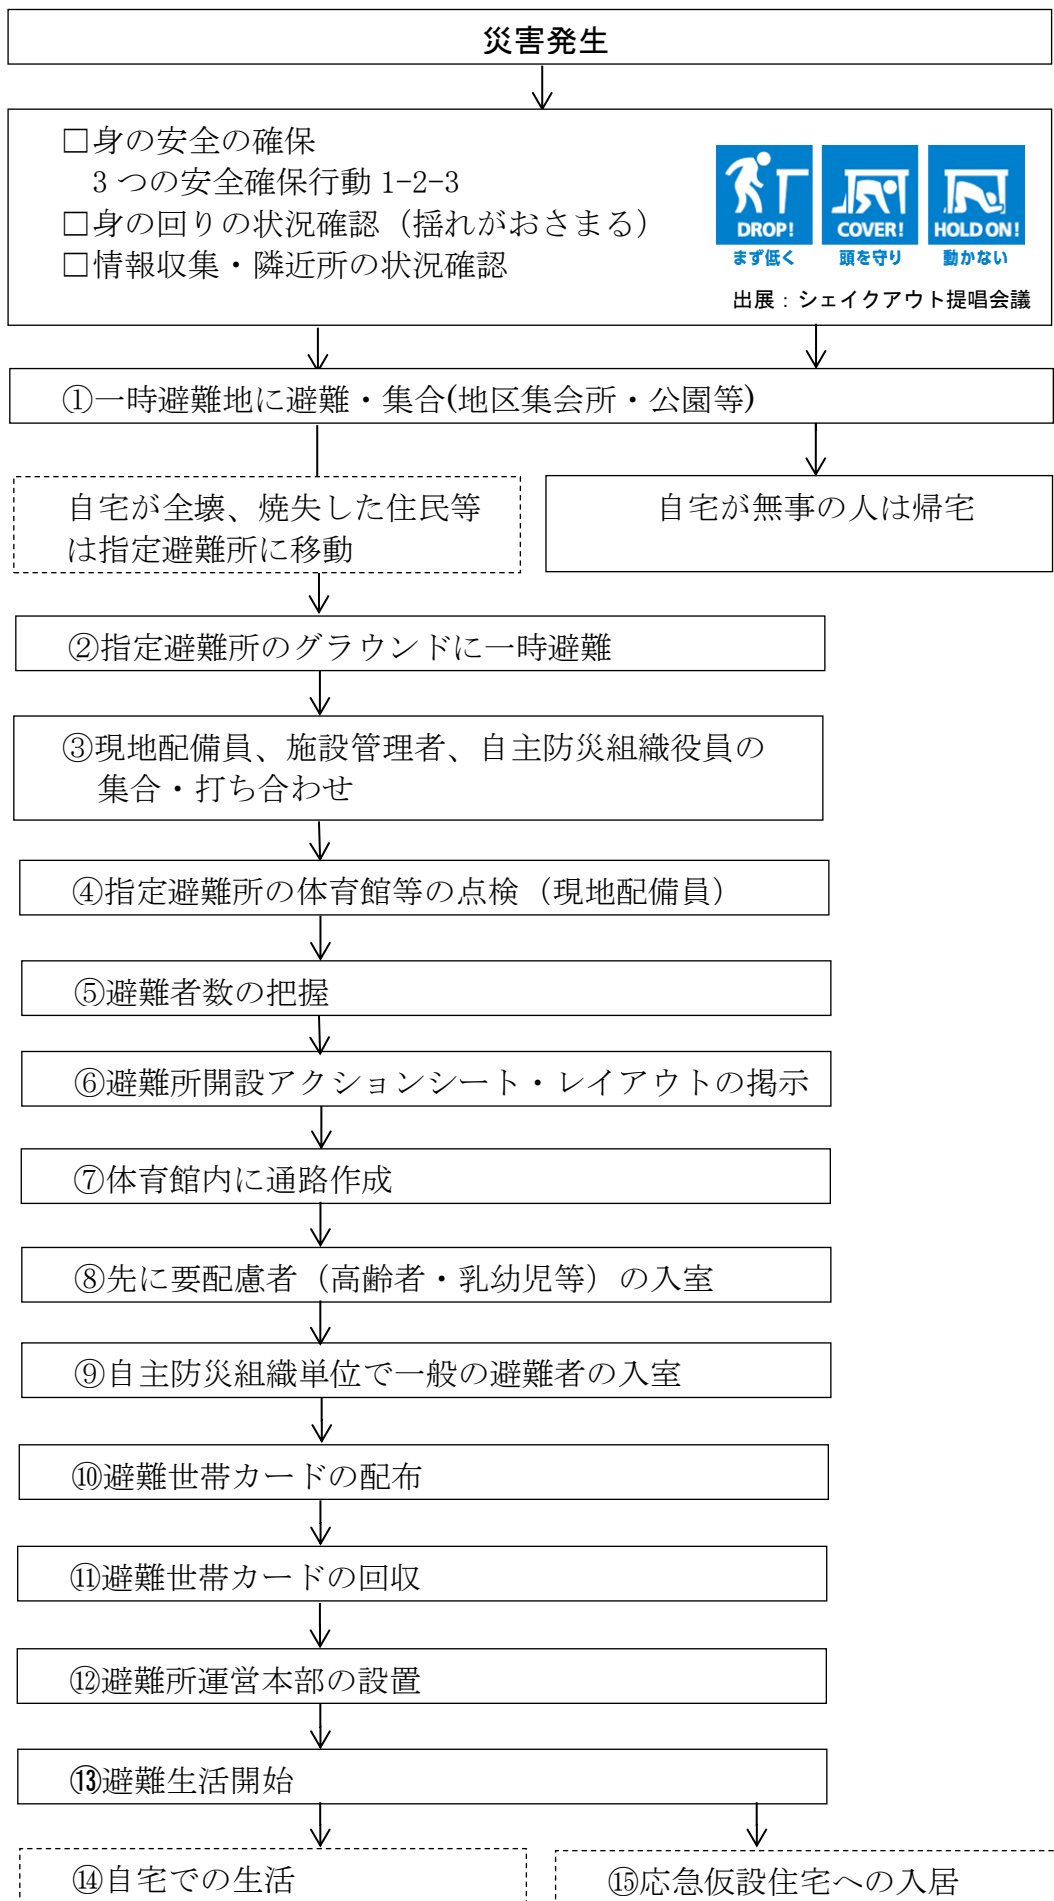 災害発生
□身の安全の確保
3つの安全確保行動 1-2-3
□身の回りの状況確認（揺れがおさまる）
□情報収集・隣近所の状況確認
DROP!
COVER!
HOLD ON!
まず低く
頭を守り
動かない
出展：シェイクアウト提唱会議
①一時避難地に避難・集合(地区集会所・公園等)
自宅が全壊、焼失した住民等
は指定避難所に移動
自宅が無事の人は帰宅
②指定避難所のグラウンドに一時避難
③現地配備員、施設管理者、自主防災組織役員の
集合・打ち合わせ
④指定避難所の体育館等の点検（現地配備員）
⑤避難者数の把握
⑥避難所開設アクションシート・レイアウトの掲示
⑦体育館内に通路作成
⑧先に要配慮者（高齢者・乳幼児等）の入室
⑨自主防災組織単位で一般の避難者の入室
⑩避難世帯カードの配布
⑪避難世帯カードの回収
⑫避難所運営本部の設置
⑬避難生活開始
⑭自宅での生活
⑮応急仮設住宅への入居